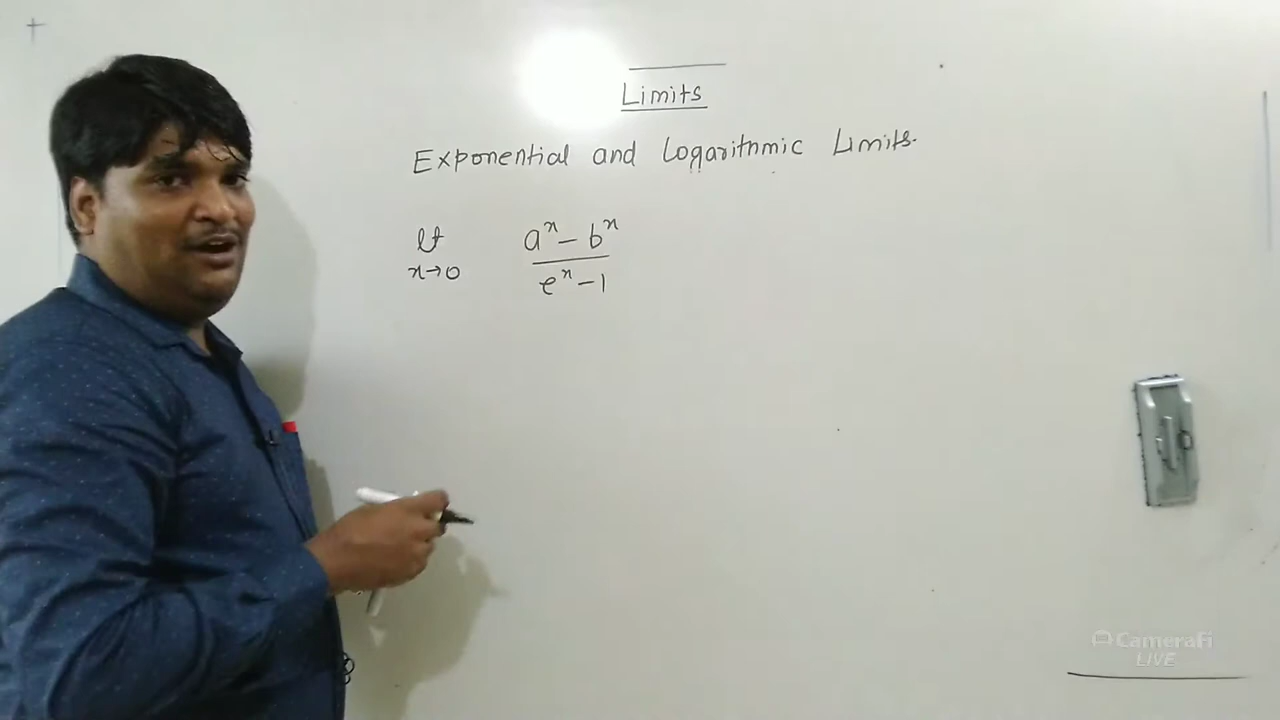 Limits
Exponential and Logarithmic Limits.
lt x→0 a^x - b^x / e^x - 1
CameraFi
LIVE